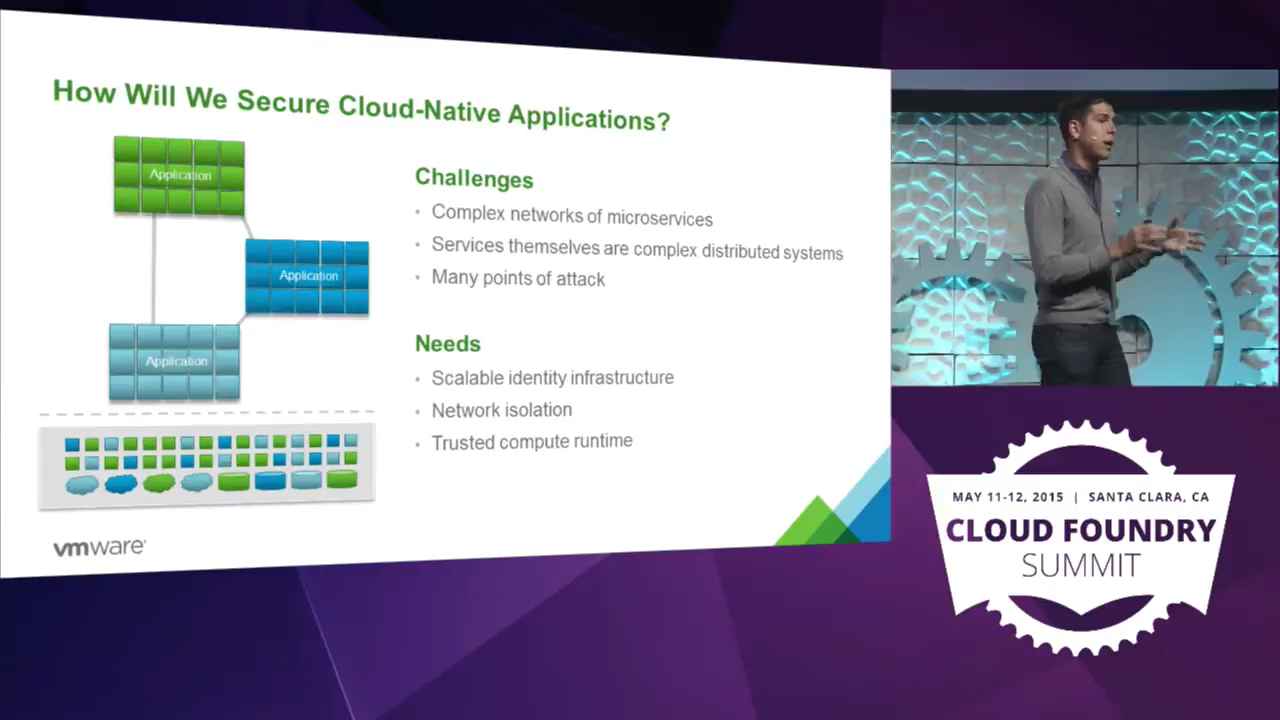 How Will We Secure Cloud-Native Applications?
Application
Application
Application
Challenges
• Complex networks of microservices
• Services themselves are complex distributed systems
• Many points of attack
Needs
• Scalable identity infrastructure
• Network isolation
• Trusted compute runtime
vmware®
MAY 11-12, 2015 | SANTA CLARA, CA
CLOUD FOUNDRY
SUMMIT